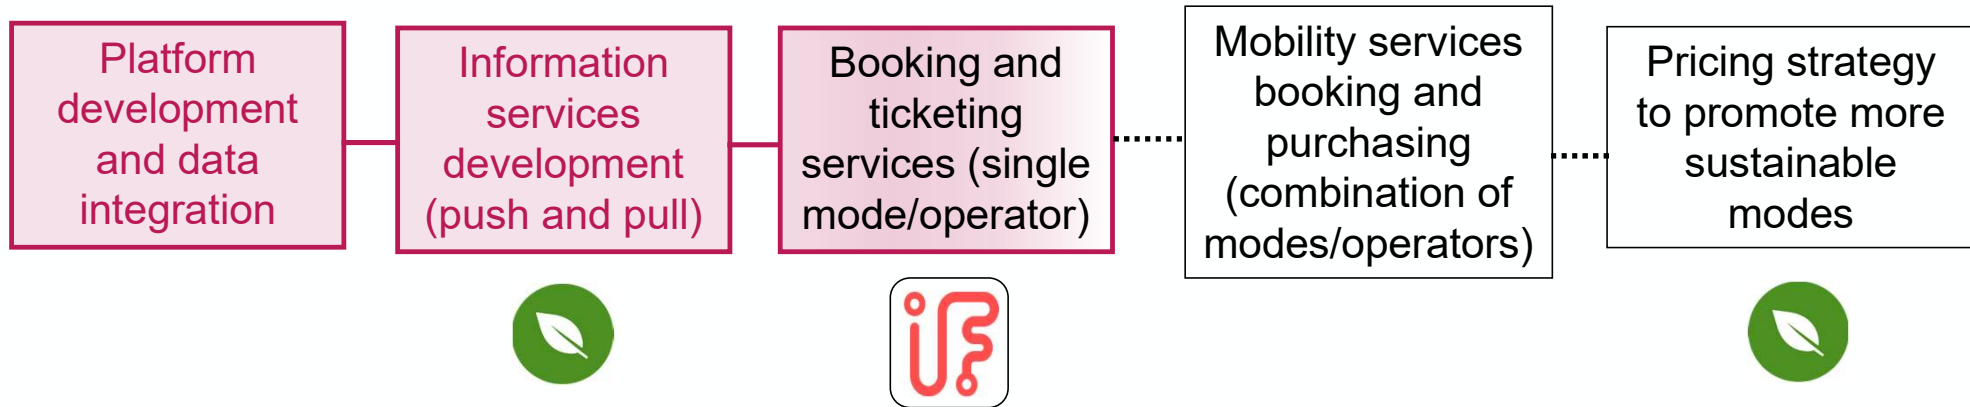 Platform
development
and data
integration
Information
services
development
(push and pull)
Booking and
ticketing
services (single
mode/operator)
Mobility services
booking and
purchasing
(combination of
modes/operators)
Pricing strategy
to promote more
sustainable
modes